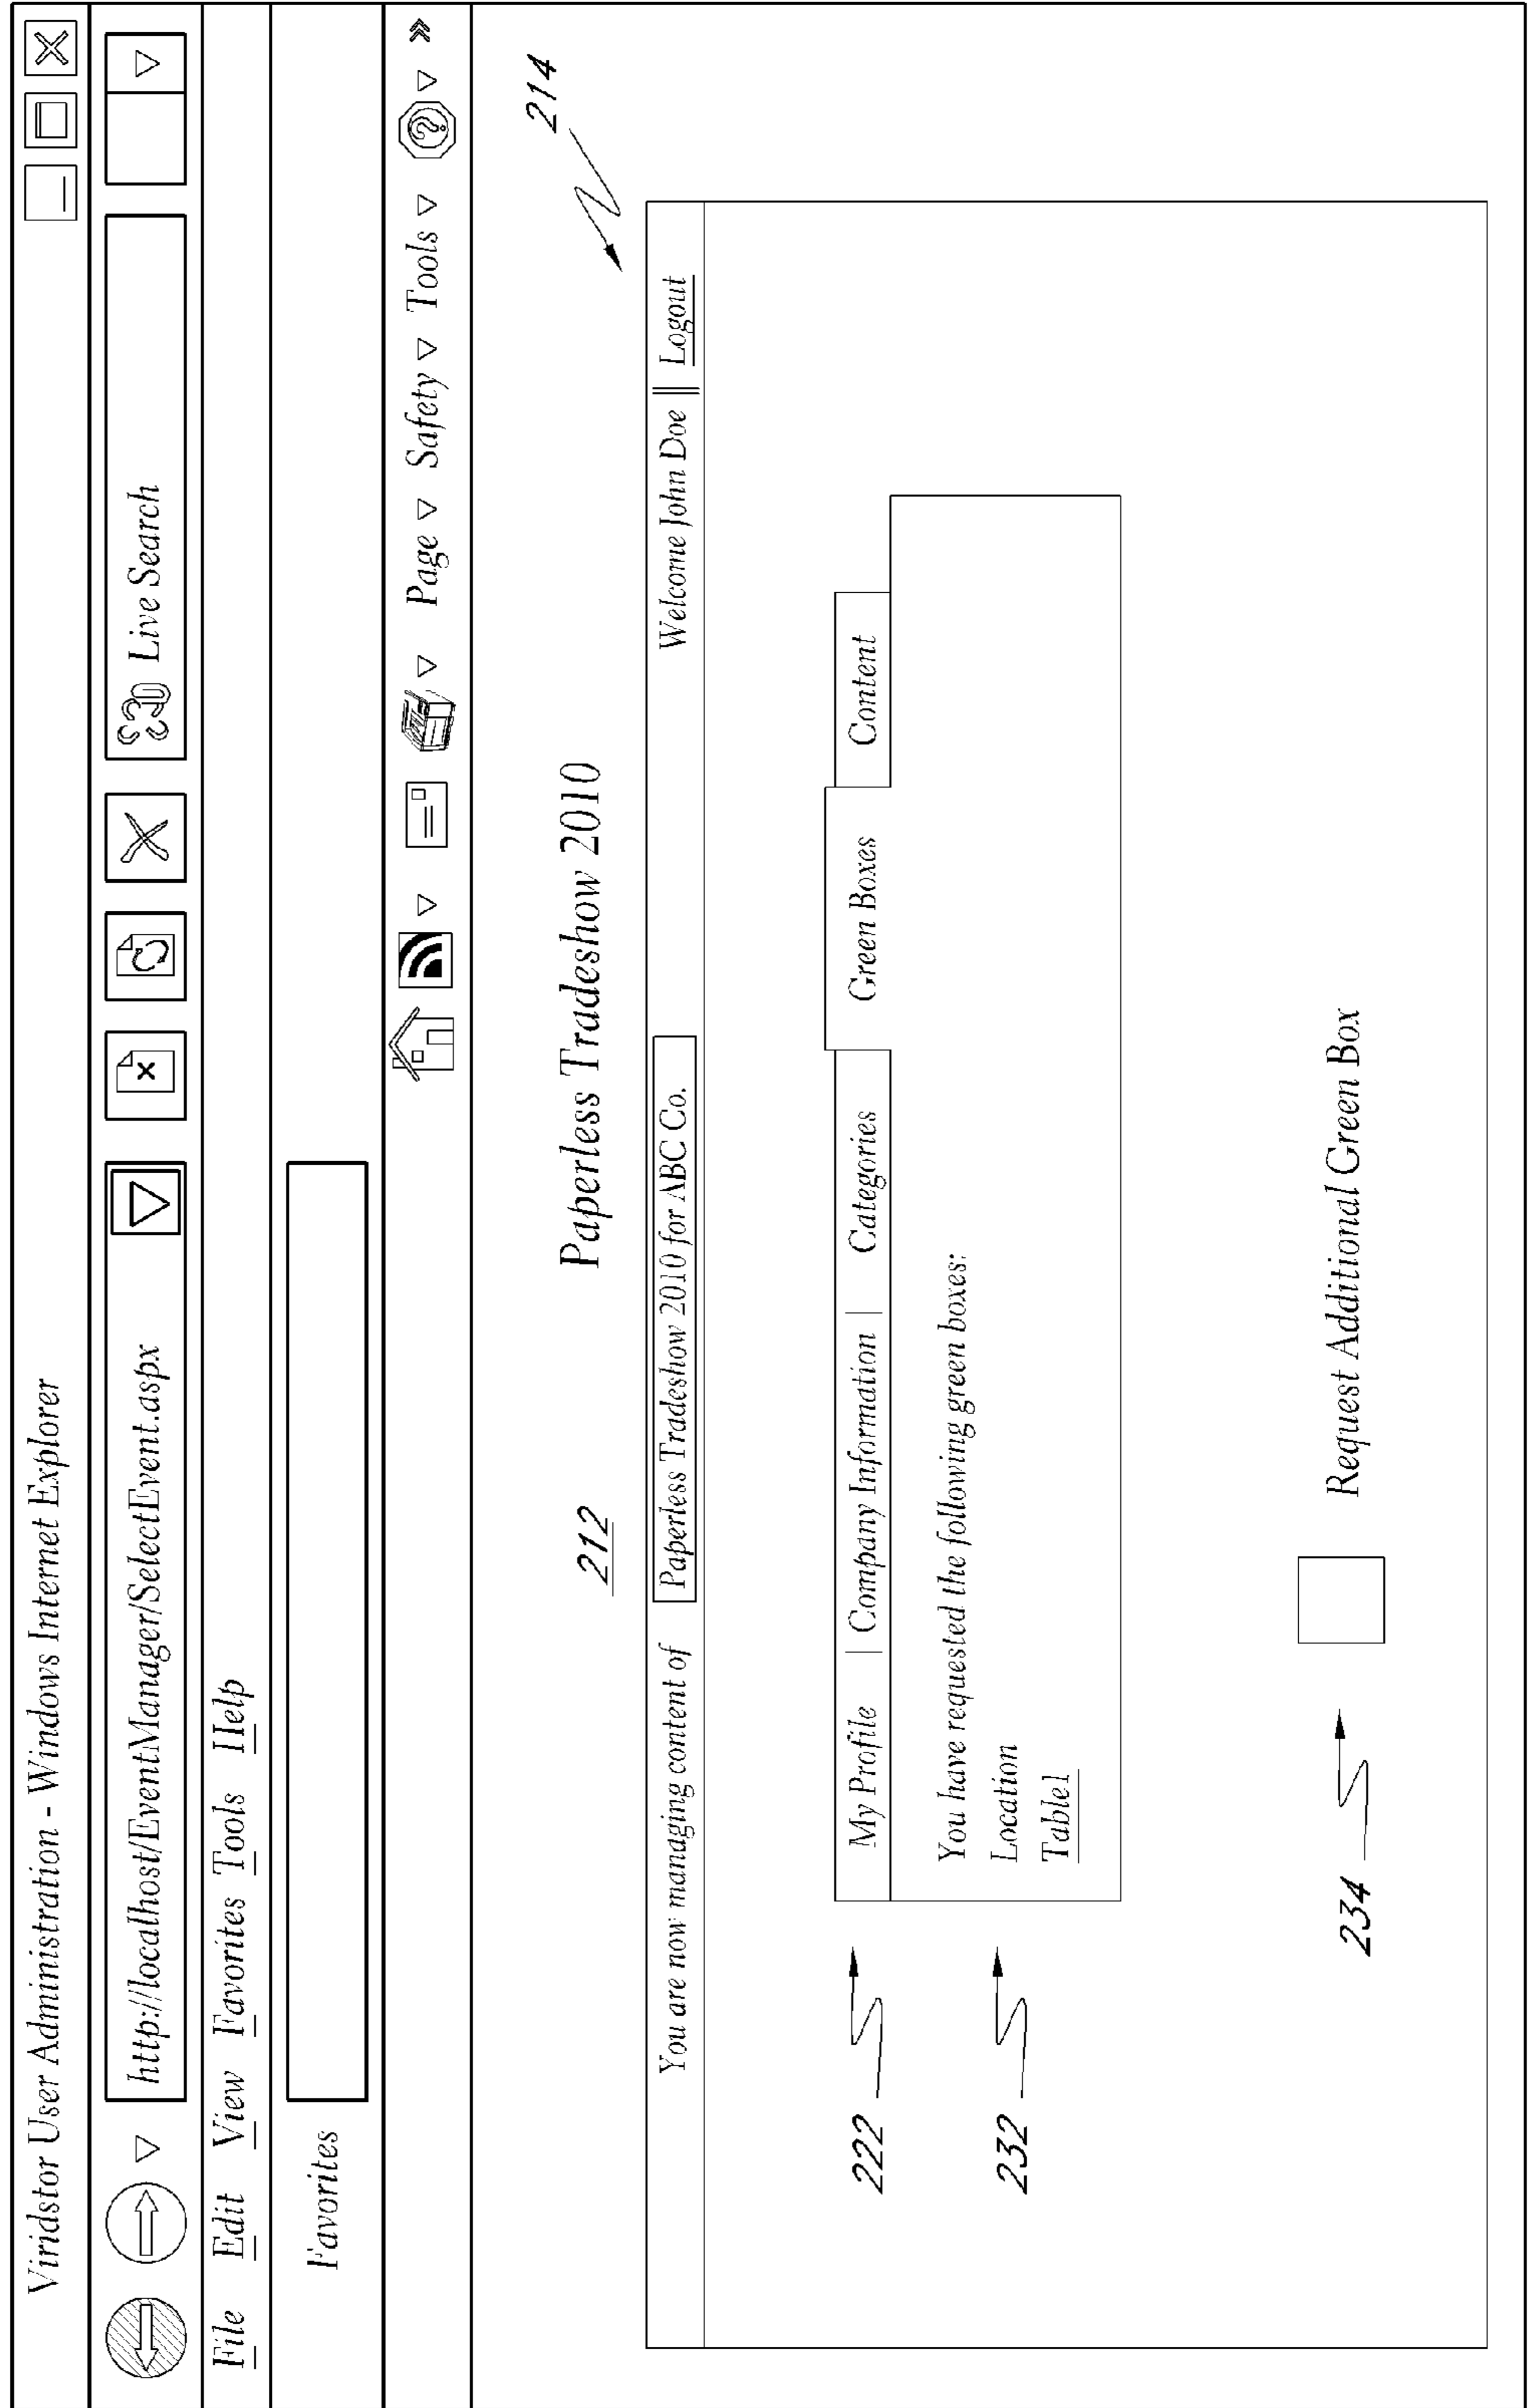 Viridstor User Administration - Windows Internet Explorer
http://localhost/EventManager/SelectEvent.aspx
Live Search
File Edit View Favorites Tools Help
Favorites
Page Safety Tools
212
Paperless Tradeshow 2010
214
You are now managing content of Paperless Tradeshow 2010 for ABC Co. Welcome John Doe || Logout
222
My Profile | Company Information | Categories Green Boxes Content
You have requested the following green boxes:
232
Location
Table1
234
Request Additional Green Box